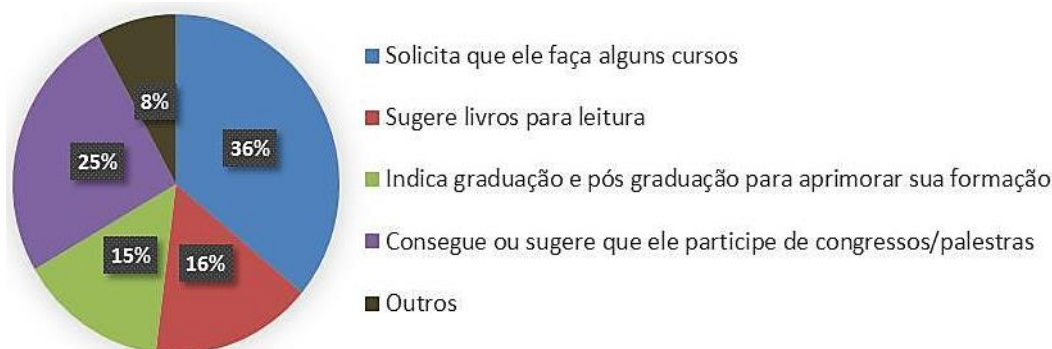 8%
36%
25%
15%
16%
Solicita que ele faça alguns cursos
Sugere livros para leitura
Indica graduação e pós graduação para aprimorar sua formação
Consegue ou sugere que ele participe de congressos/palestras
Outros